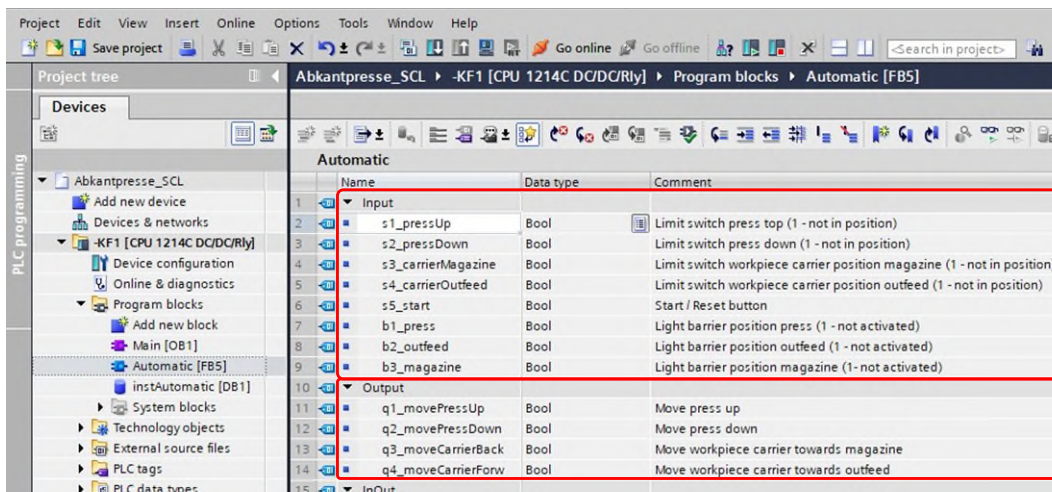 Project Edit View Insert Online Options Tools Window Help
Save project Go online Go offline <Search in project>
Project tree
Abkantpresse_SCL ▸ -KF1 [CPU 1214C DC/DC/Rly] ▸ Program blocks ▸ Automatic [FB5]
Devices
PLC programming
Abkantpresse_SCL
Add new device
Devices & networks
-KF1 [CPU 1214C DC/DC/Rly]
Device configuration
Online & diagnostics
Program blocks
Add new block
Main [OB1]
Automatic [FB5]
instAutomatic [DB1]
System blocks
Technology objects
External source files
PLC tags
PLC data types
Automatic
Name Data type Comment
1 Input
2 s1_pressUp Bool Limit switch press top (1 - not in position)
3 s2_pressDown Bool Limit switch press down (1 - not in position)
4 s3_carrierMagazine Bool Limit switch workpiece carrier position magazine (1 - not in position
5 s4_carrierOutfeed Bool Limit switch workpiece carrier position outfeed (1 - not in position)
6 s5_start Bool Start / Reset button
7 b1_press Bool Light barrier position press (1 - not activated)
8 b2_outfeed Bool Light barrier position outfeed (1 - not activated)
9 b3_magazine Bool Light barrier position magazine (1- not activated)
10 Output
11 q1_movePressUp Bool Move press up
12 q2_movePressDown Bool Move press down
13 q3_moveCarrierBack Bool Move workpiece carrier towards magazine
14 q4_moveCarrierForw Bool Move workpiece carrier towards outfeed
15 InOut